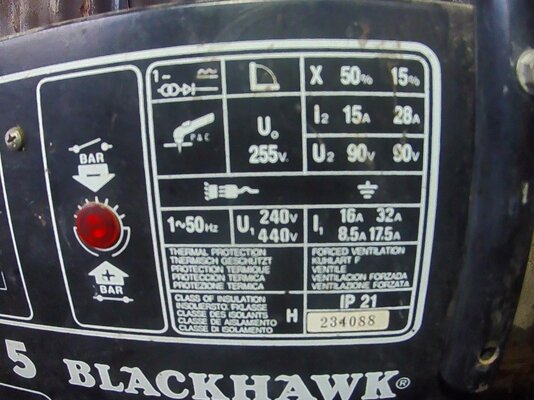 1~
X 50% 15%
P & C
U₀
255v.
I₂ 15A 28A
U₂ 90v 90v
BAR
1~50Hz
U₁ 240v
440v
I₁ 16A 32A
8.5A 17.5A
THERMAL PROTECTION
THERMISCH GESCHUTZT
PROTECTION TERMIQUE
PROTECCION TERMICA
PROTEZIONE TERMICA
FORCED VENTILATION
KUHLART F
VENTILE
VENTILACION FORZADA
VENTILAZIONE FORZATA
BAR
CLASS OF INSULATION
CLASSE DES ISOLANTS
CLASE DE AISLAMIENTO
CLASSE DI ISOLAMENTO
H
IP 21
234088
5 BLACKHAWK®